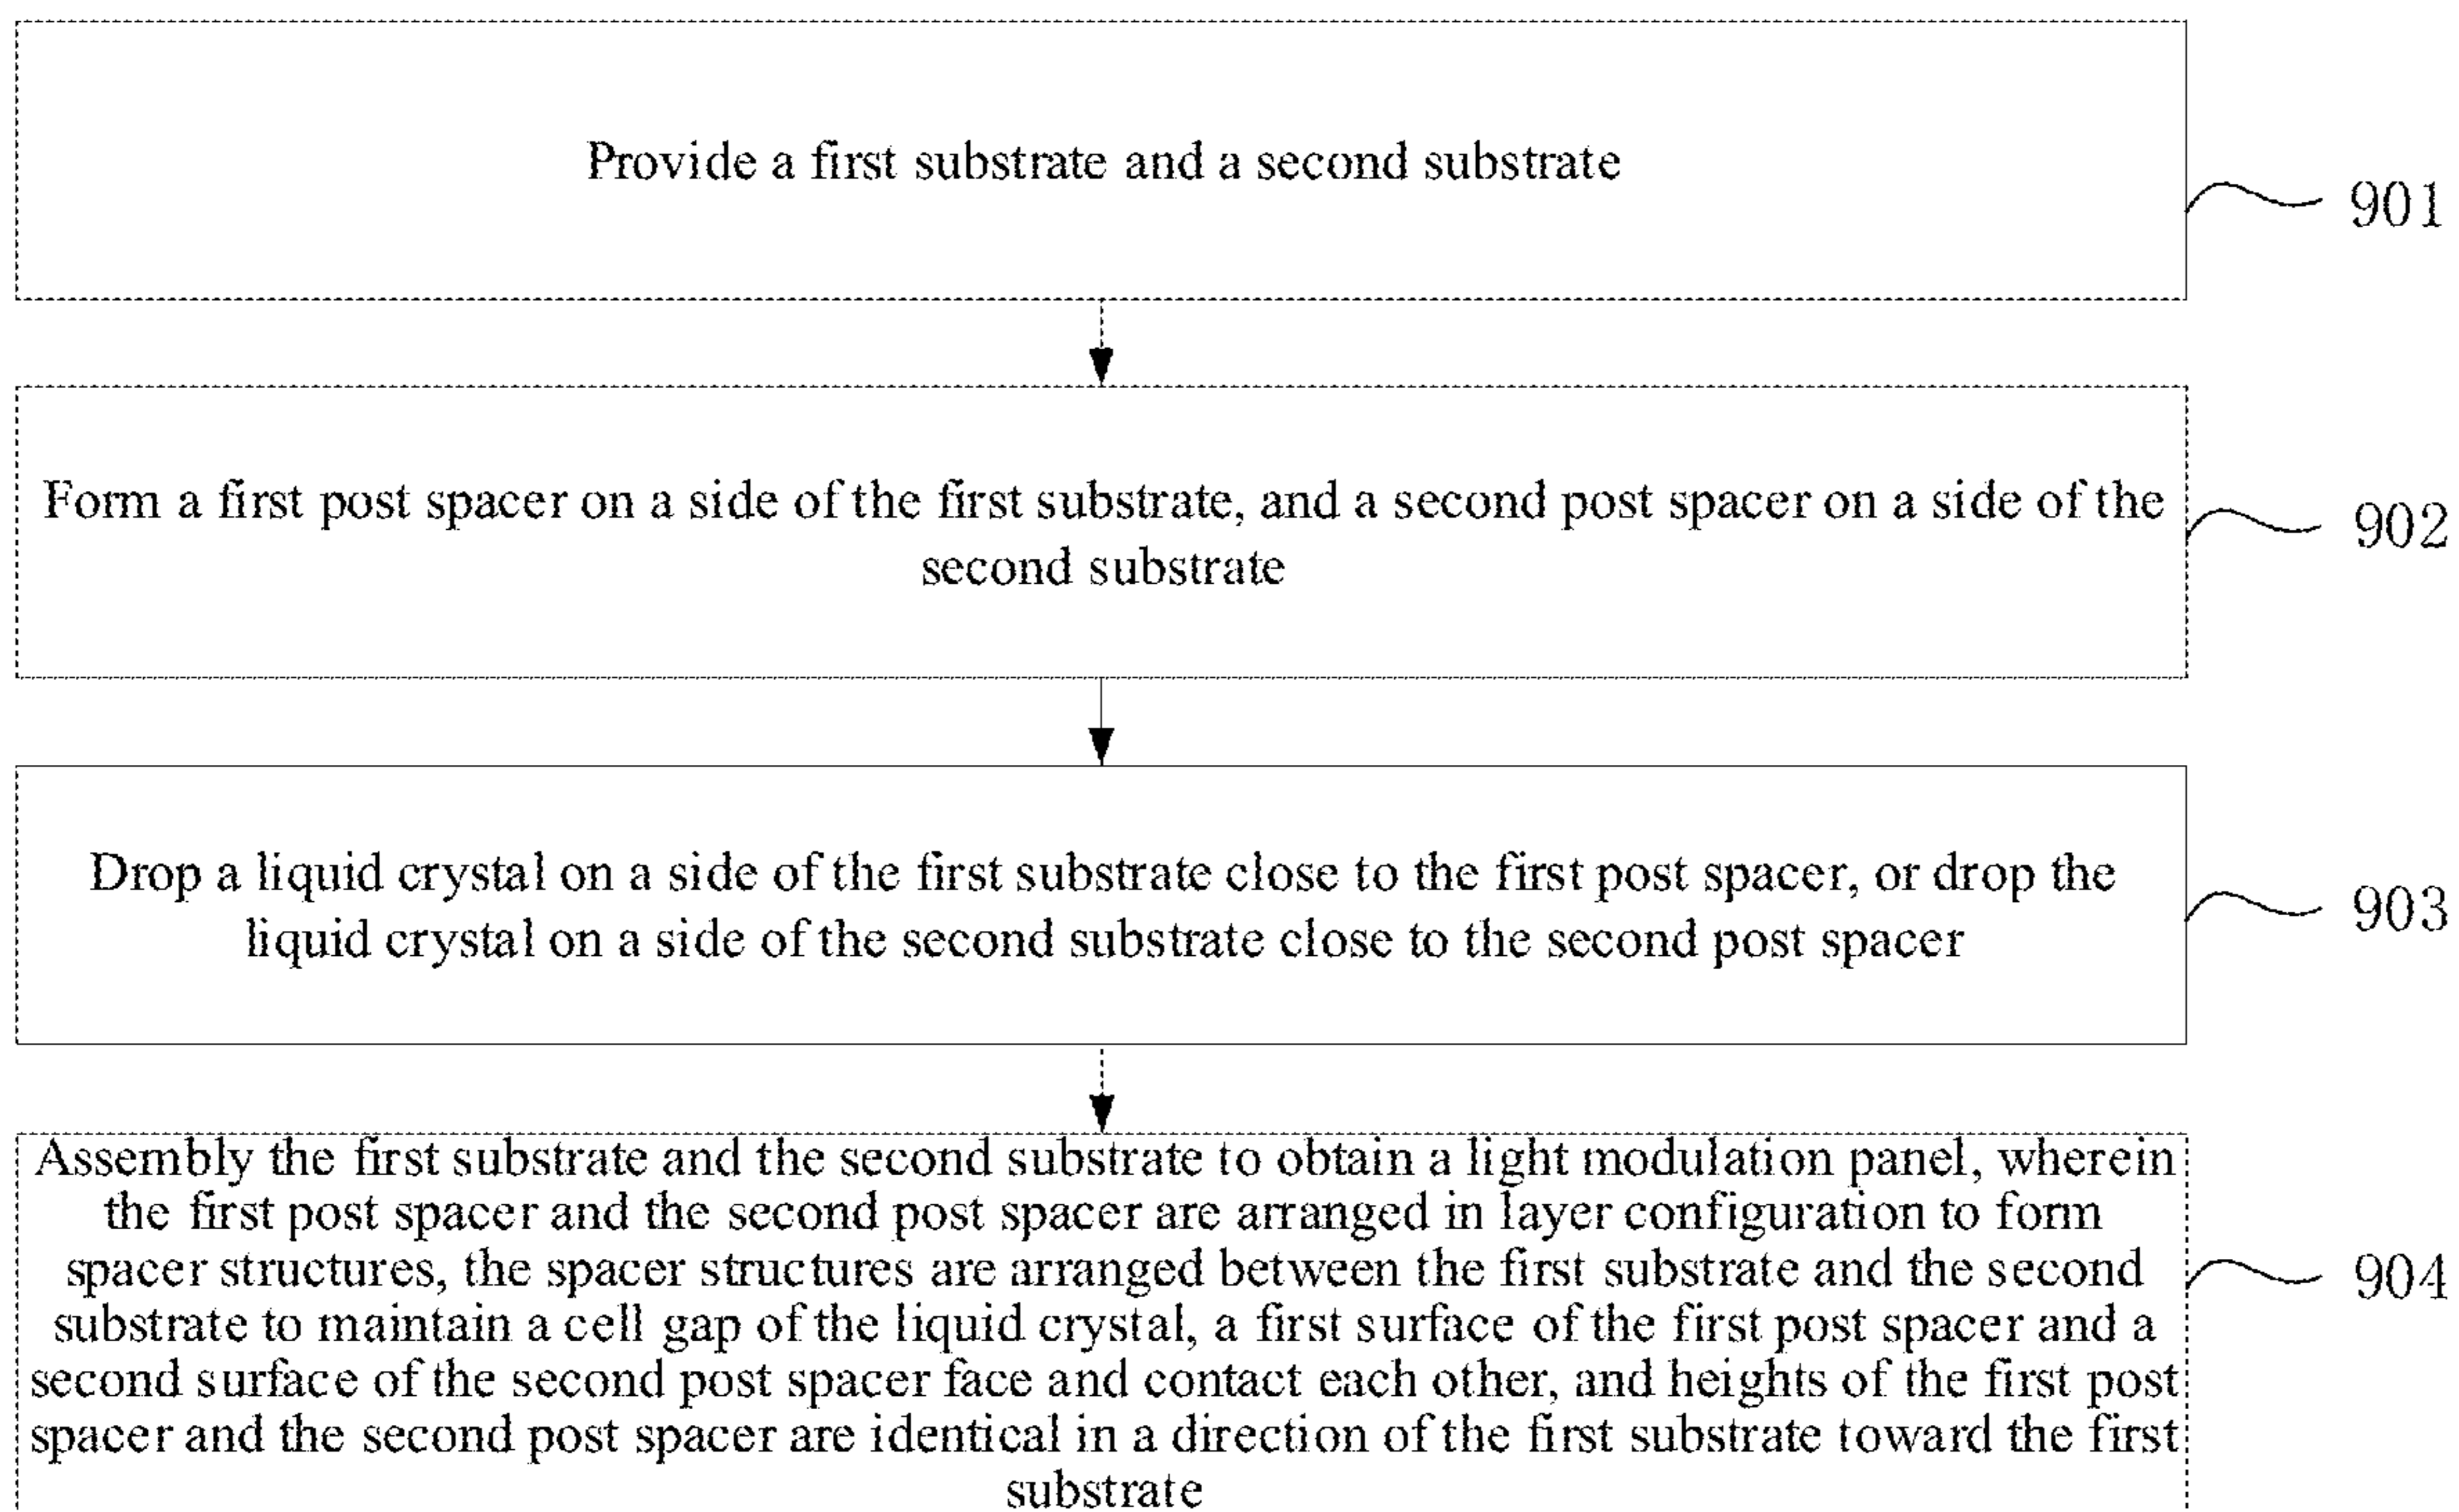 Provide a first substrate and a second substrate
901
Form a first post spacer on a side of the first substrate, and a second post spacer on a side of the
second substrate
902
Drop a liquid crystal on a side of the first substrate close to the first post spacer, or drop the
liquid crystal on a side of the second substrate close to the second post spacer
903
Assembly the first substrate and the second substrate to obtain a light modulation panel, wherein
the first post spacer and the second post spacer are arranged in layer configuration to form
spacer structures, the spacer structures are arranged between the first substrate and the second
substrate to maintain a cell gap of the liquid crystal, a first surface of the first post spacer and a
second surface of the second post spacer face and contact each other, and heights of the first post
spacer and the second post spacer are identical in a direction of the first substrate toward the first
substrate
904